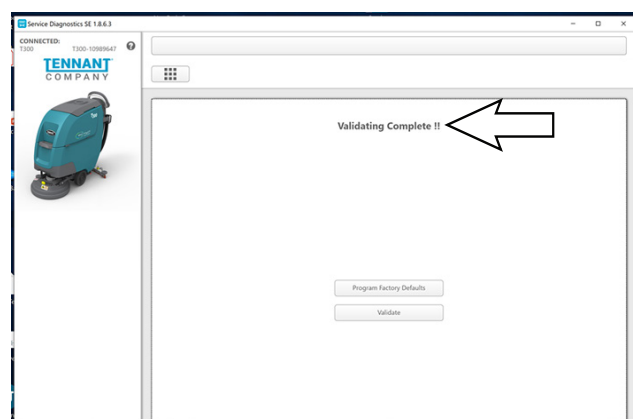 Service Diagnostics SE 1.8.6.3
CONNECTED:
T300 T300-10989647
TENNANT
COMPANY
Validating Complete !!
Program Factory Defaults
Validate